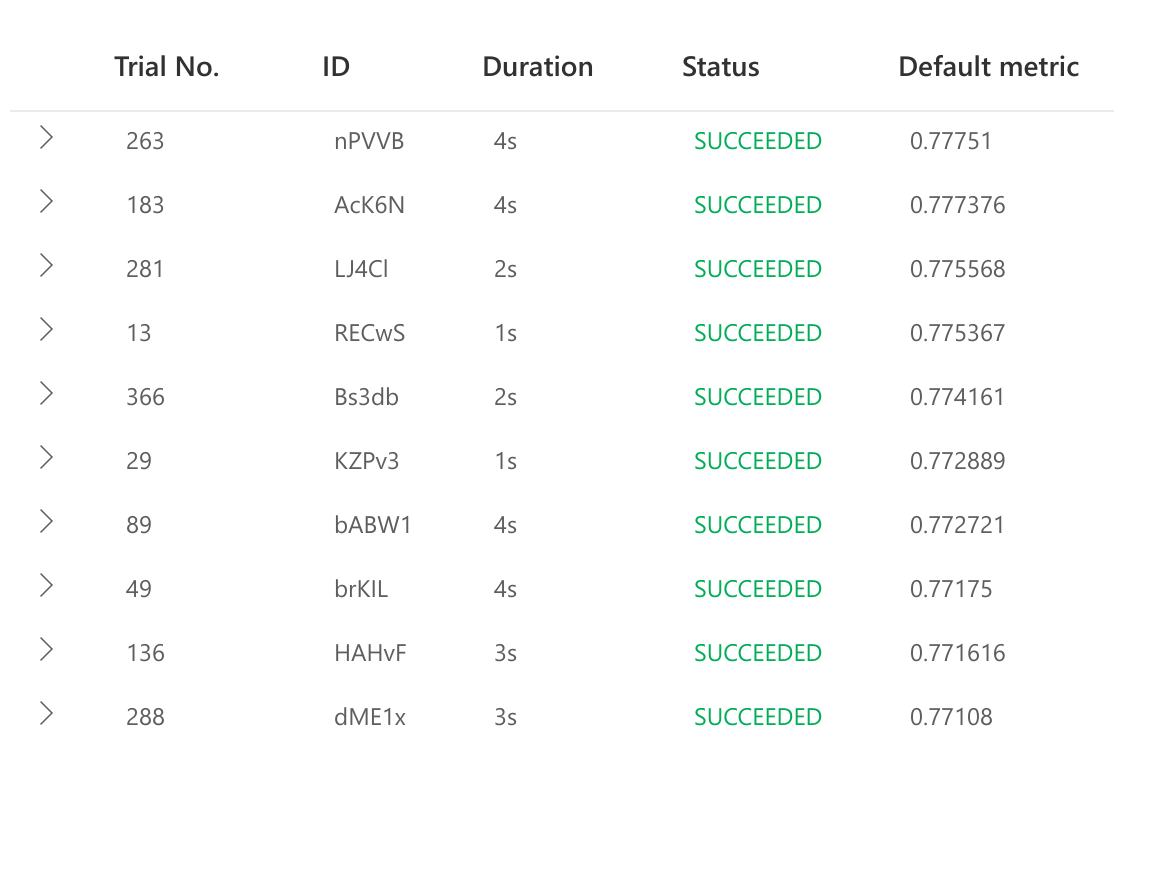 Trial No. ID Duration Status Default metric
263 nPVVB 4s SUCCEEDED 0.77751
183 AcK6N 4s SUCCEEDED 0.777376
281 LJ4Cl 2s SUCCEEDED 0.775568
13 RECwS 1s SUCCEEDED 0.775367
366 Bs3db 2s SUCCEEDED 0.774161
29 KZPv3 1s SUCCEEDED 0.772889
89 bABW1 4s SUCCEEDED 0.772721
49 brKIL 4s SUCCEEDED 0.77175
136 HAHvF 3s SUCCEEDED 0.771616
288 dME1x 3s SUCCEEDED 0.77108